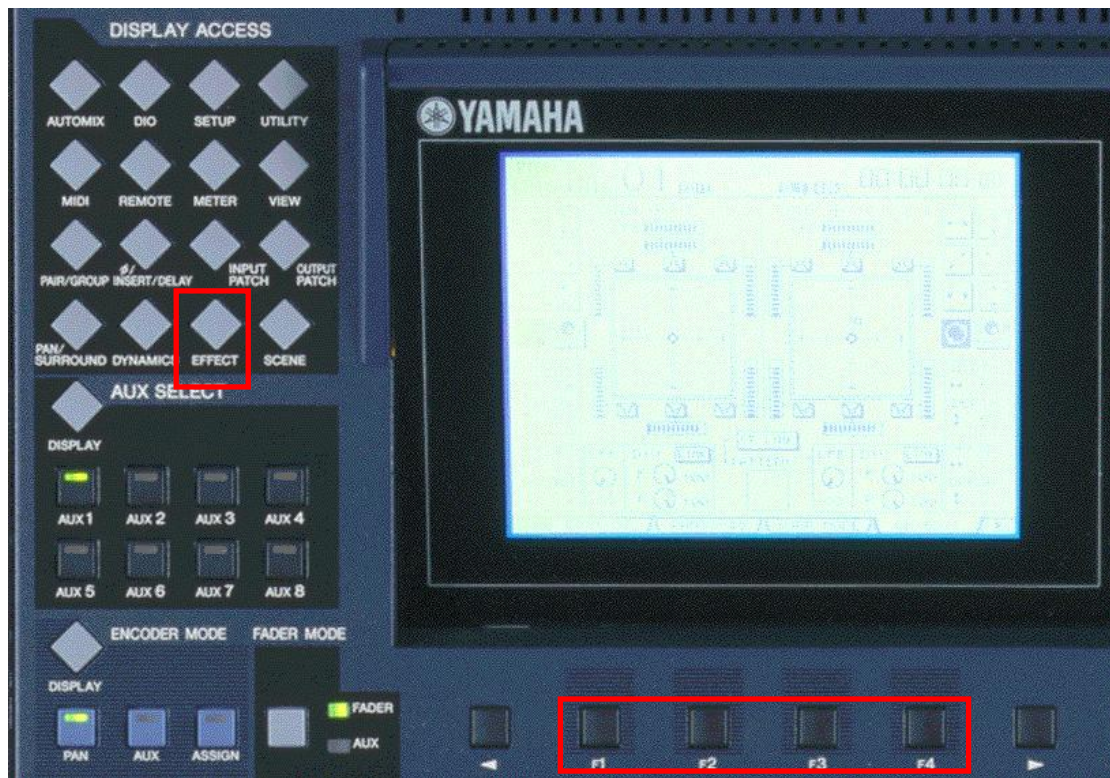 DISPLAY ACCESS
AUTOMIX DIO SETUP UTILITY
YAMAHA
MIDI REMOTE METER VIEW
PAIR/GROUP ϕ/INSERT/DELAY INPUT PATCH OUTPUT PATCH
PAN/SURROUND DYNAMICS EFFECT SCENE
AUX SELECT
DISPLAY
AUX 1 AUX 2 AUX 3 AUX 4
AUX 5 AUX 6 AUX 7 AUX 8
ENCODER MODE FADER MODE
DISPLAY
FADER
PAN AUX ASSIGN AUX
F1 F2 F3 F4